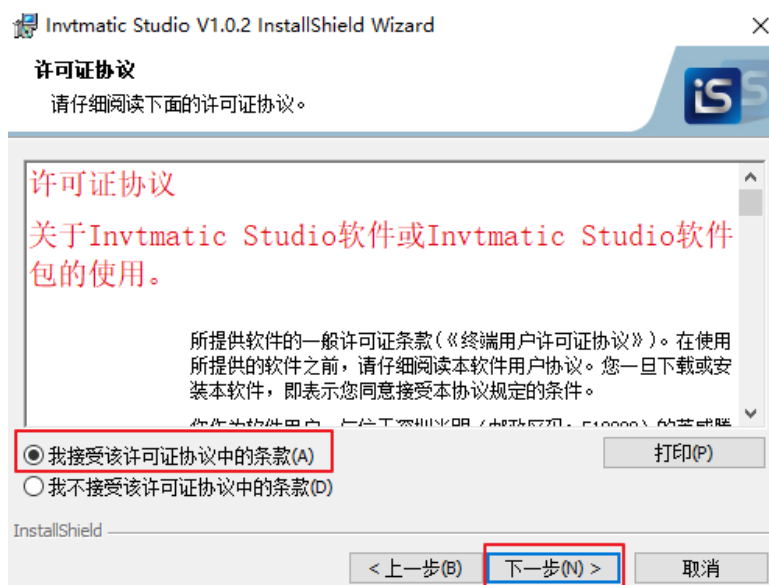 Invtmatic Studio V1.0.2 InstallShield Wizard
许可证协议
请仔细阅读下面的许可证协议。
iS
许可证协议
关于Invtmatic Studio软件或Invtmatic Studio软件
包的使用。
所提供软件的一般许可证条款(《终端用户许可证协议》)。在使用
所提供的软件之前，请仔细阅读本软件用户协议。您一旦下载或安
装本软件，即表示您同意接受本协议规定的条件。
我接受该许可证协议中的条款(A)
打印(P)
我不接受该许可证协议中的条款(D)
InstallShield
< 上一步(B)
下一步(N) >
取消